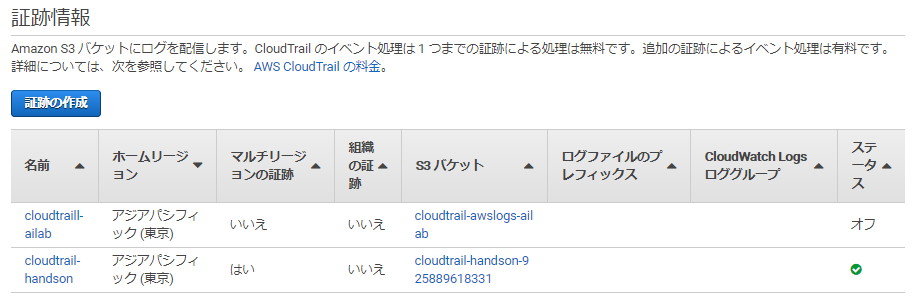 証跡情報
Amazon S3 バケットにログを配信します。CloudTrail のイベント処理は 1 つまでの証跡による処理は無料です。追加の証跡によるイベント処理は有料です。
詳細については、次を参照してください。 AWS CloudTrail の料金。
証跡の作成
名前
ホームリージ
ョン
マルチリージ
ョンの証跡
組織
の証
跡
S3 バケット
ログファイルのプ
レフィックス
CloudWatch Logs
ロググループ
ステ
ータ
ス
cloudtraill-
ailab
アジアパシフィ
ック (東京)
いいえ
いいえ
cloudtrail-awslogs-ail
ab
オフ
cloudtrail-
handson
アジアパシフィ
ック (東京)
はい
いいえ
cloudtrail-handson-9
25889618331